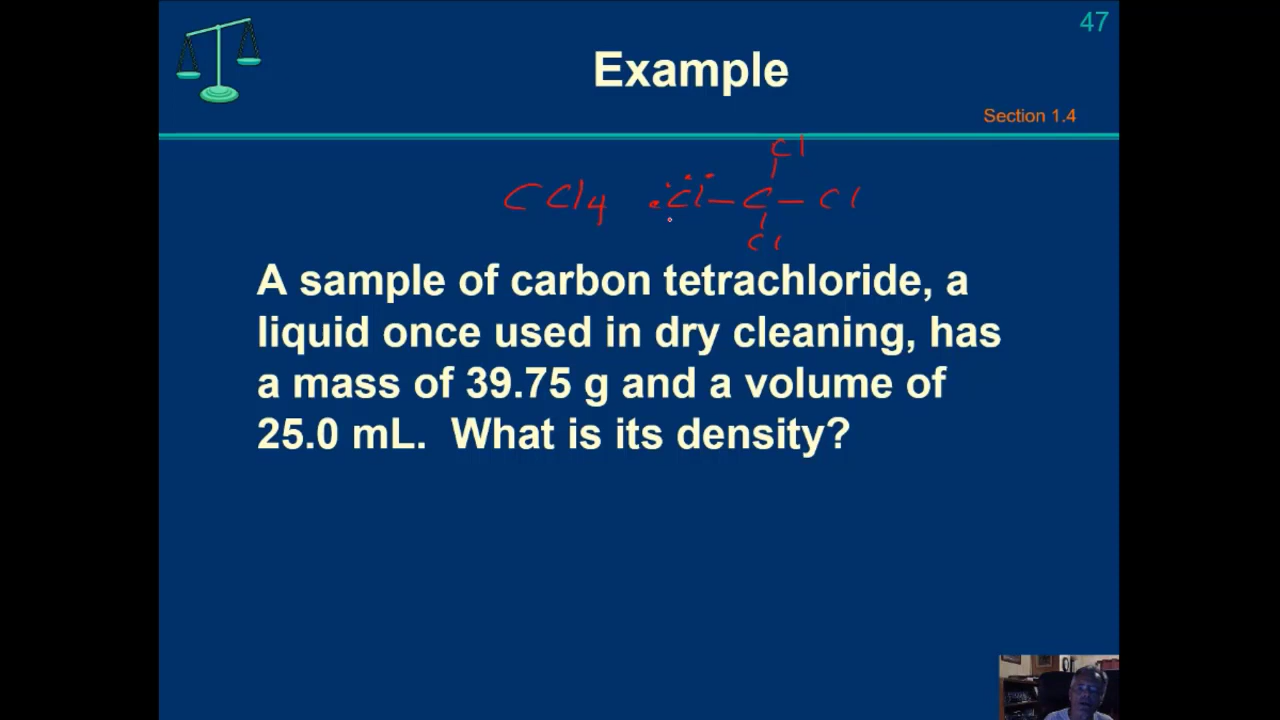 47
Example
Section 1.4
Cl
CCl4 Cl–C–Cl
Cl
A sample of carbon tetrachloride, a
liquid once used in dry cleaning, has
a mass of 39.75 g and a volume of
25.0 mL. What is its density?